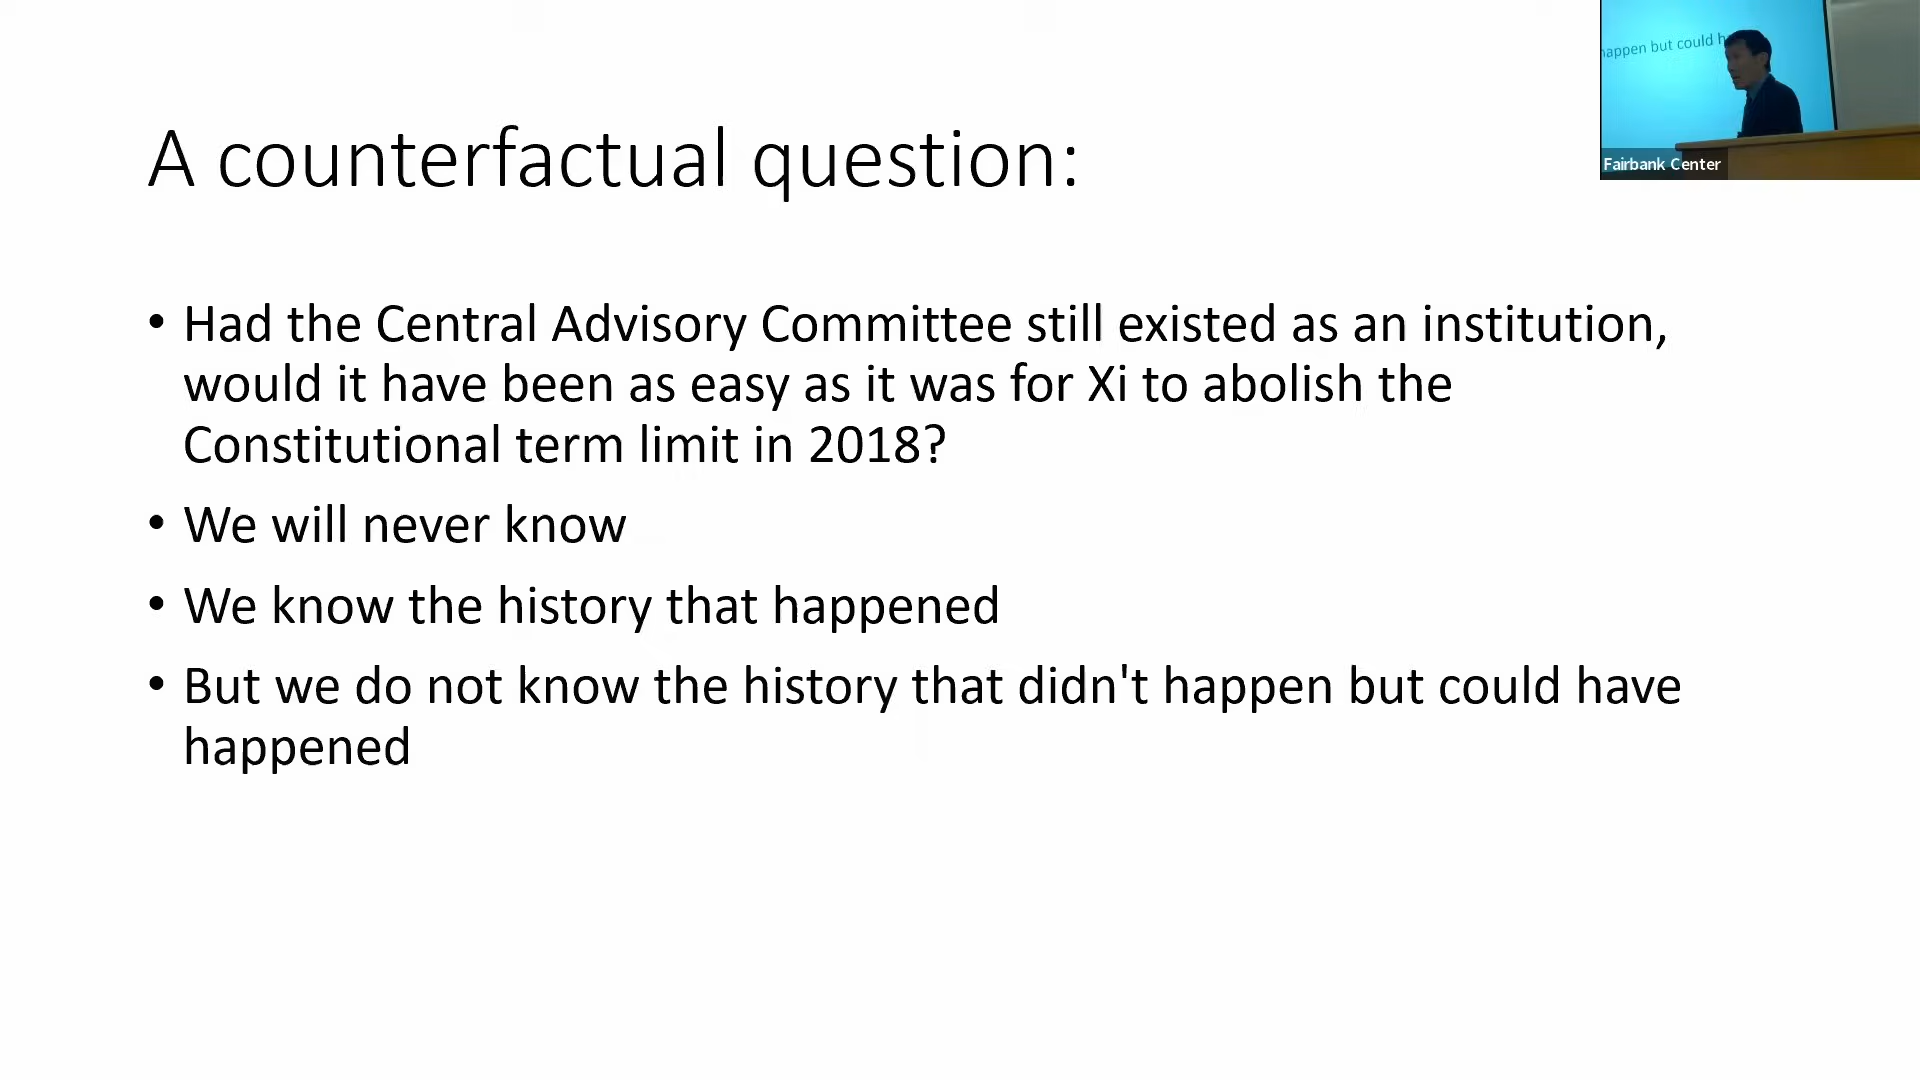 A counterfactual question:
• Had the Central Advisory Committee still existed as an institution,
would it have been as easy as it was for Xi to abolish the
Constitutional term limit in 2018?
• We will never know
• We know the history that happened
• But we do not know the history that didn't happen but could have
happened
happen but could
Fairbank Center